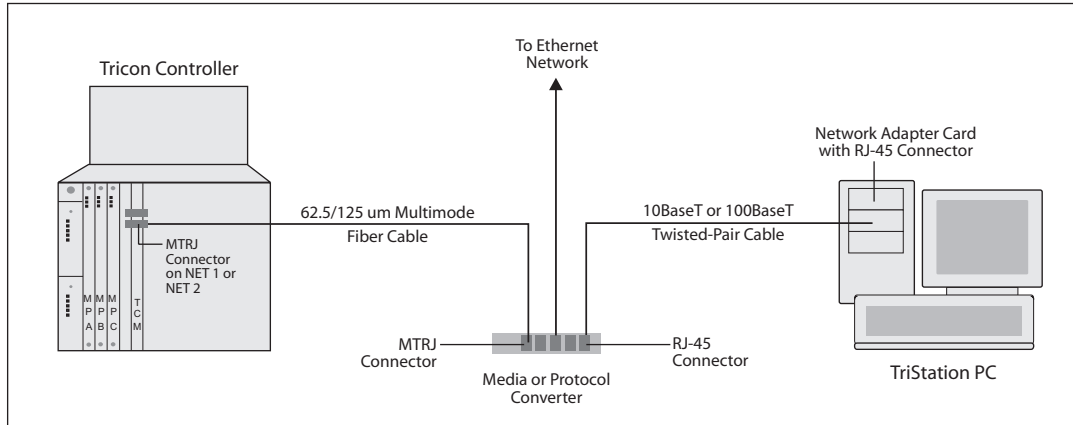 To Ethernet
Network
Tricon Controller
Network Adapter Card
with RJ-45 Connector
62.5/125 um Multimode
Fiber Cable
10BaseT or 100BaseT
Twisted-Pair Cable
MTRJ
Connector
on NET 1 or
NET 2
M P A
M P B
M P C
T C M
MTRJ
Connector
RJ-45
Connector
Media or Protocol
Converter
TriStation PC